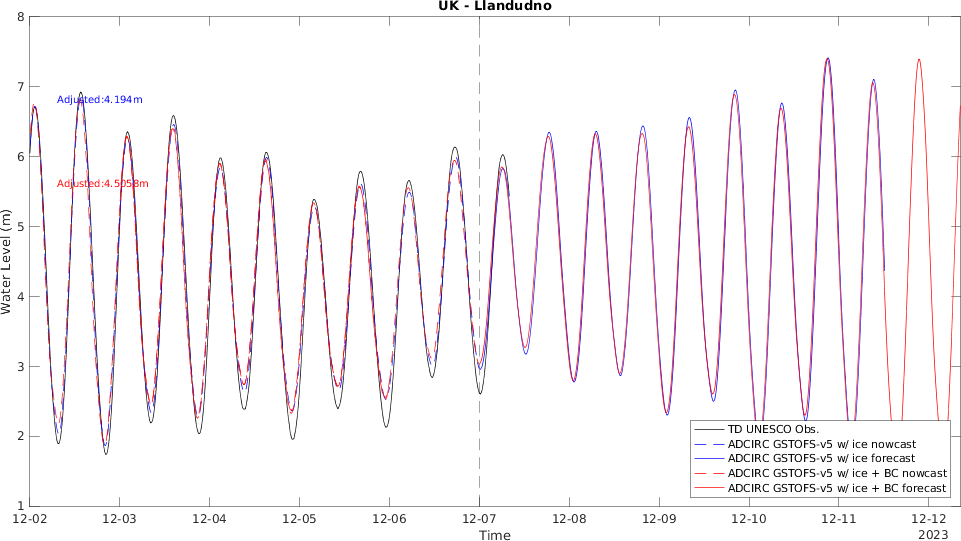 UK - Llandudno
8
7
6
5
4
3
2
1
Water Level (m)
Adjusted:4.194m
Adjusted:4.5058m
TD UNESCO Obs.
ADCIRC GSTOFS-v5 w/ ice nowcast
ADCIRC GSTOFS-v5 w/ ice forecast
ADCIRC GSTOFS-v5 w/ ice + BC nowcast
ADCIRC GSTOFS-v5 w/ ice + BC forecast
12-02 12-03 12-04 12-05 12-06 12-07 12-08 12-09 12-10 12-11 12-12
Time
2023